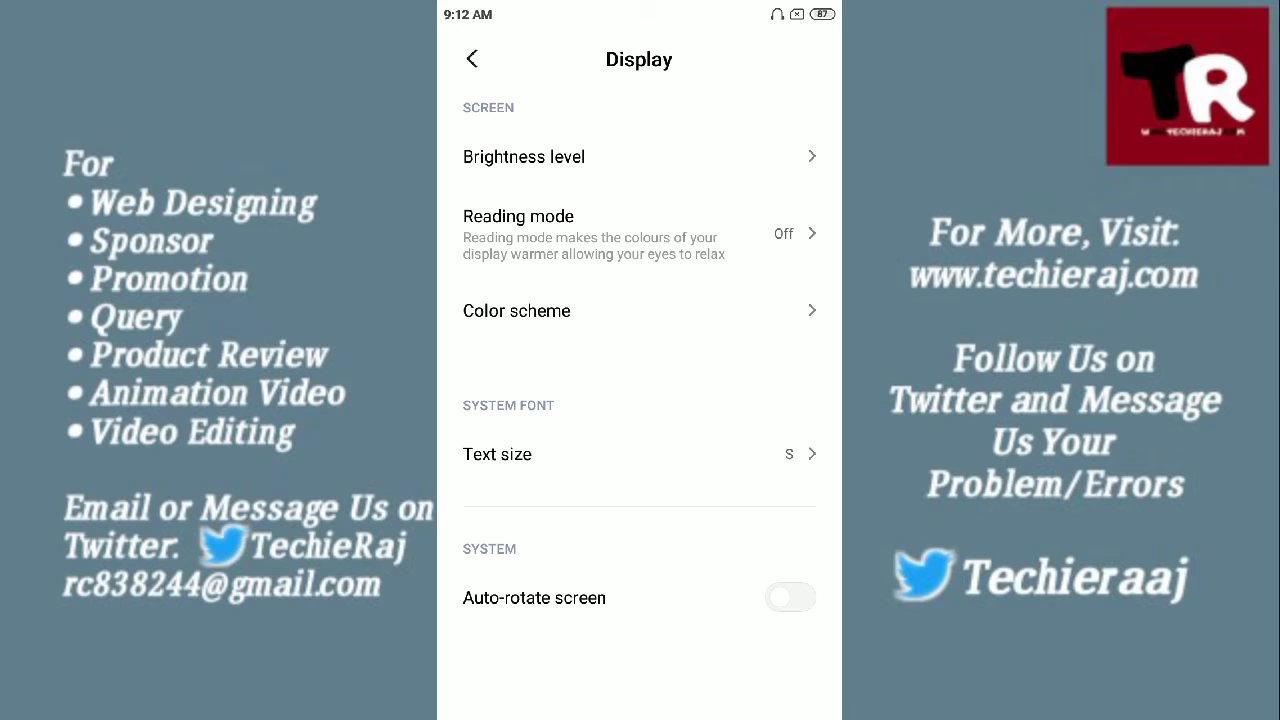 For
• Web Designing
• Sponsor
• Promotion
• Query
• Product Review
• Animation Video
• Video Editing
Email or Message Us on
Twitter. TechieRaj
rc838244@gmail.com
9:12 AM
87
Display
SCREEN
Brightness level
Reading mode
Reading mode makes the colours of your
display warmer allowing your eyes to relax
Off
Color scheme
SYSTEM FONT
Text size
S
SYSTEM
Auto-rotate screen
TR
For More, Visit:
www.techieraj.com
Follow Us on
Twitter and Message
Us Your
Problem/Errors
Techieraaj